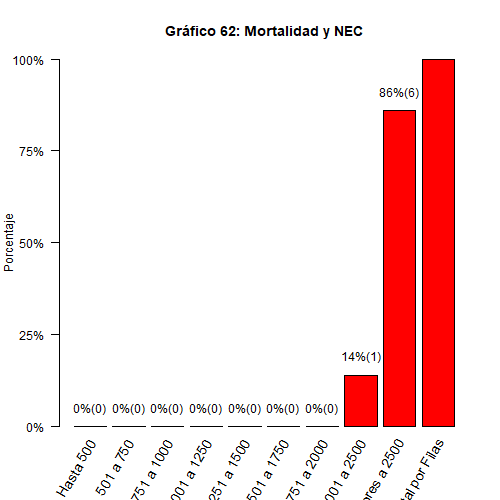 Gráfico 62: Mortalidad y NEC
Porcentaje
100%
75%
50%
25%
0%
0%(0) 0%(0) 0%(0) 0%(0) 0%(0) 0%(0) 0%(0) 14%(1) 86%(6)
Hasta 500
501 a 750
751 a 1000
001 a 1250
251 a 1500
501 a 1750
751 a 2000
001 a 2500
ores a 2500
tal por Filas